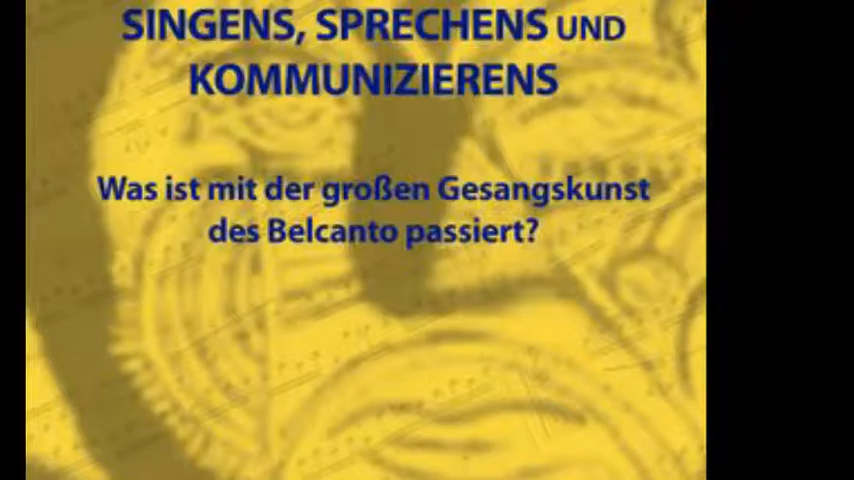 SINGENS, SPRECHENS UND
KOMMUNIZIERENS
Was ist mit der großen Gesangskunst
des Belcanto passiert?